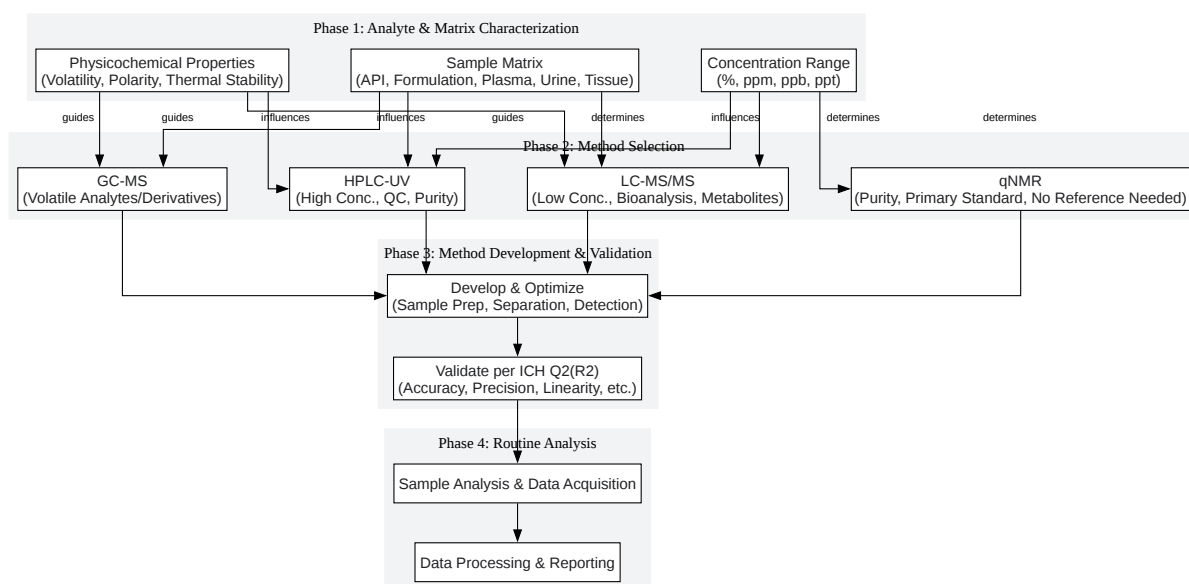 Phase 1: Analyte & Matrix Characterization
Physicochemical Properties
(Volatility, Polarity, Thermal Stability)
Sample Matrix
(API, Formulation, Plasma, Urine, Tissue)
Concentration Range
(%, ppm, ppb, ppt)
guides
guides
influences
influences
guides
determines
influences
determines
determines
Phase 2: Method Selection
GC-MS
(Volatile Analytes/Derivatives)
HPLC-UV
(High Conc., QC, Purity)
LC-MS/MS
(Low Conc., Bioanalysis, Metabolites)
qNMR
(Purity, Primary Standard, No Reference Needed)
Phase 3: Method Development & Validation
Develop & Optimize
(Sample Prep, Separation, Detection)
Validate per ICH Q2(R2)
(Accuracy, Precision, Linearity, etc.)
Phase 4: Routine Analysis
Sample Analysis & Data Acquisition
Data Processing & Reporting